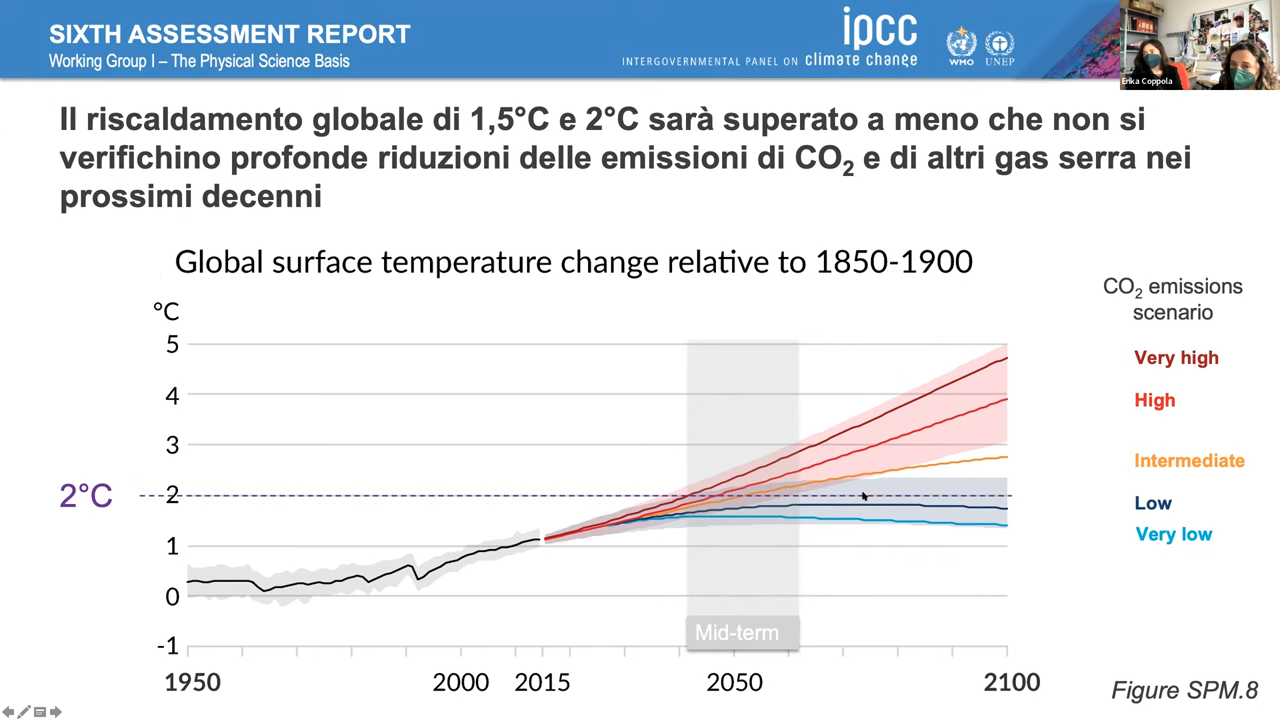 SIXTH ASSESSMENT REPORT
Working Group I – The Physical Science Basis
INTERGOVERNMENTAL PANEL ON climate change
ipcc
WMO
UNEP
Erika Coppola
Il riscaldamento globale di 1,5°C e 2°C sarà superato a meno che non si
verifichino profonde riduzioni delle emissioni di CO₂ e di altri gas serra nei
prossimi decenni
Global surface temperature change relative to 1850-1900
°C
5
4
3
2°C
2
1
0
-1
Mid-term
1950
2000
2015
2050
2100
CO₂ emissions
scenario
Very high
High
Intermediate
Low
Very low
Figure SPM.8